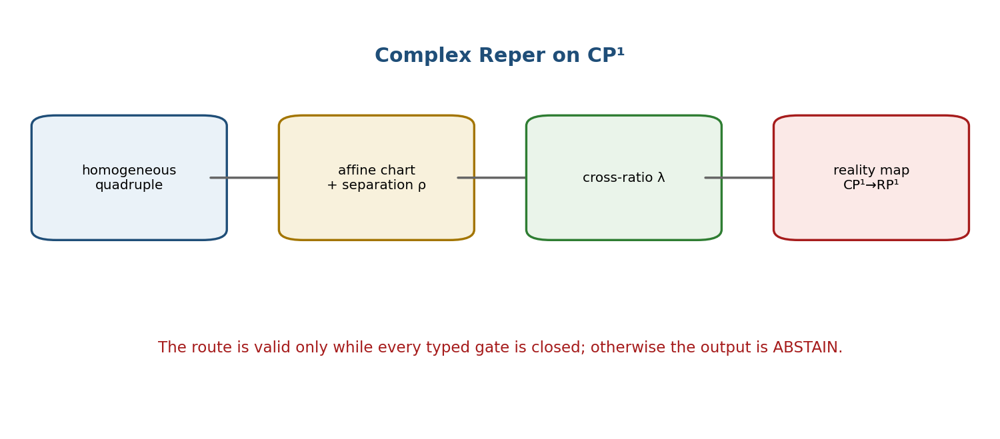 Complex Reper on CP¹
homogeneous
quadruple
affine chart
+ separation ρ
cross-ratio λ
reality map
CP¹→RP¹
The route is valid only while every typed gate is closed; otherwise the output is ABSTAIN.